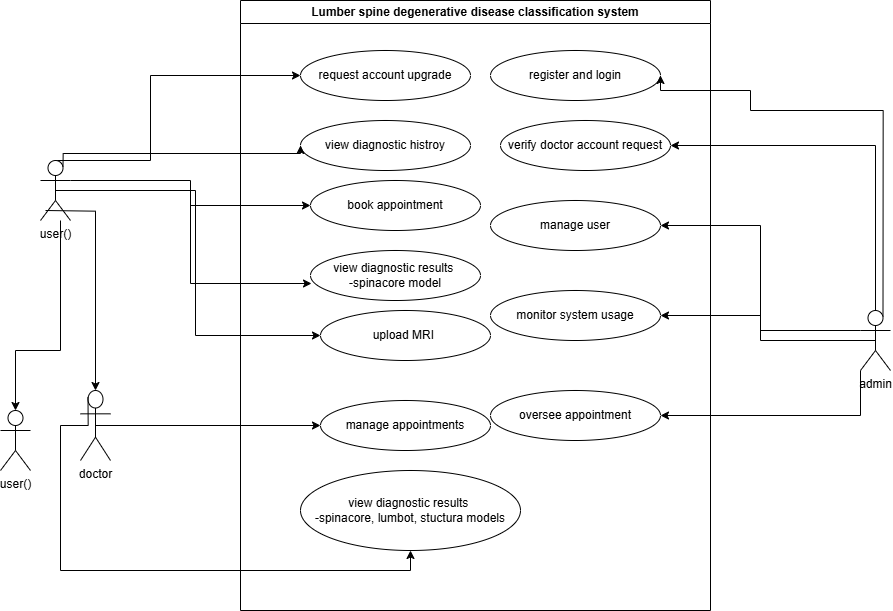 Lumber spine degenerative disease classification system
request account upgrade
register and login
view diagnostic histroy
verify doctor account request
book appointment
manage user
user()
view diagnostic results
-spinacore model
monitor system usage
upload MRI
admin
manage appointments
oversee appointment
doctor
user()
view diagnostic results
-spinacore, lumbot, stuctura models